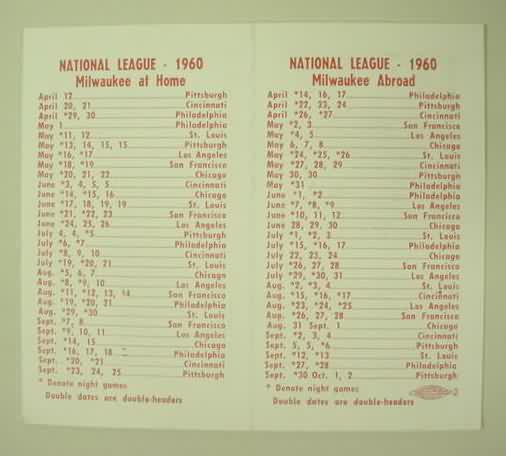 NATIONAL LEAGUE - 1960
Milwaukee at Home
April 12 Pittsburgh
April 20, 21 Cincinnati
April *29, 30 Philadelphia
May 1 Philadelphia
May *11, 12 St. Louis
May *13, 14, 15, 15 Pittsburgh
May *16, *17 Los Angeles
May *18, *19 San Francisco
May *20, 21, 22 Chicago
June *3, 4, 5, 5 Cincinnati
June *14, *15, 16 Chicago
June *17, 18, 19, 19 St. Louis
June *21, *22, 23 San Francisco
June *24, 25, 26 Los Angeles
July 4, 4, *5 Pittsburgh
July *6, *7 Philadelphia
July *8, 9, 10 Cincinnati
July *19, *20, 21 St. Louis
Aug. *5, 6, 7 Chicago
Aug. *8, *9, 10 Los Angeles
Aug. *11, *12, 13, 14 San Francisco
Aug. *19, *20, 21 Philadelphia
Aug. *29, *30 St. Louis
Sept. *7, 8 San Francisco
Sept. *9, 10, 11 Los Angeles
Sept. *14, 15 Chicago
Sept. *16, 17, 18 Philadelphia
Sept. *20, *21 Cincinnati
Sept. *23, 24, 25 Pittsburgh
* Denote night games
Double dates are double-headers
NATIONAL LEAGUE - 1960
Milwaukee Abroad
April *14, 16, 17 Philadelphia
April *22, 23, 24 Pittsburgh
April *26, *27 Cincinnati
May *2, *3 San Francisco
May *4, *5 Los Angeles
May 6, 7, 8 Chicago
May *24, *25, *26 St. Louis
May *27, 28, 29 Cincinnati
May 30, 30 Pittsburgh
May *31 Philadelphia
June *1, *2 Philadelphia
June *7, *8, *9 Los Angeles
June *10, 11, 12 San Francisco
June 28, 29, 30 Chicago
July *1, *2, 3 St. Louis
July *15, *16, 17 Philadelphia
July 22, 23, 24 Chicago
July *26, 27, 28 San Francisco
July *29, *30, 31 Los Angeles
Aug. *2, *3, 4 St. Louis
Aug. *15, *16, *17 Cincinnati
Aug. *23, *24, *25 Los Angeles
Aug. *26, 27, 28 San Francisco
Aug. 31 Sept. 1 Chicago
Sept. *2, 3, 4 Cincinnati
Sept. 5, 5, *6 Pittsburgh
Sept. *12, *13 St. Louis
Sept. *27, *28 Philadelphia
Sept. *30 Oct. 1, 2 Pittsburgh
* Denote night games
Double dates are double-headers